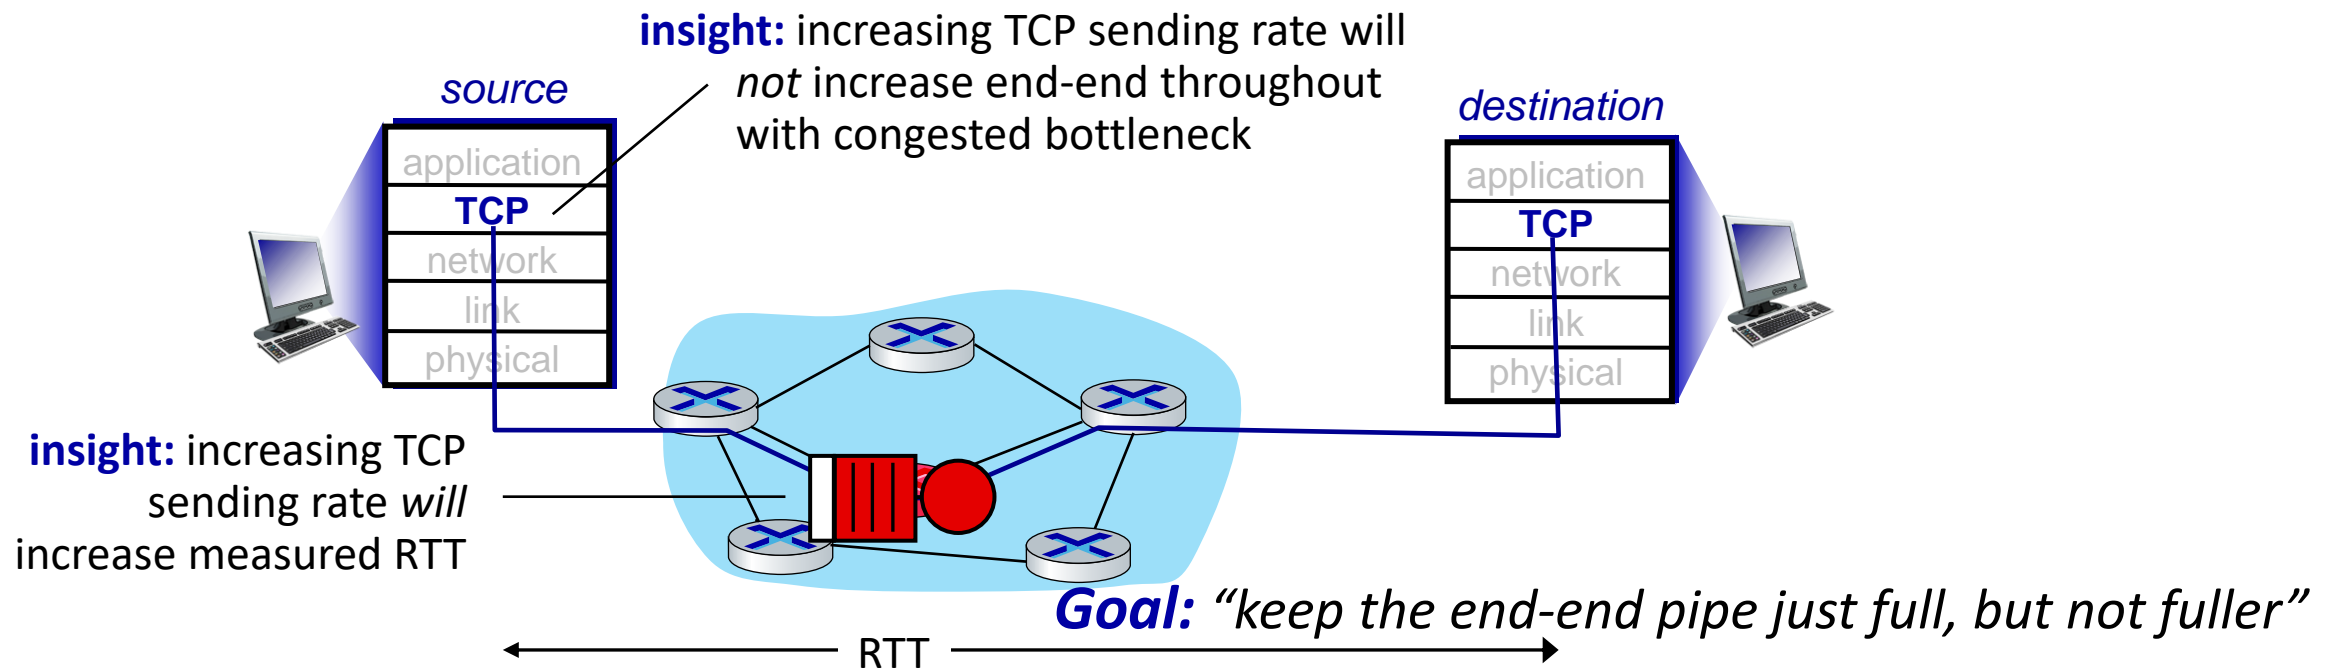 insight: increasing TCP sending rate will
not increase end-end throughout
with congested bottleneck
source
application
TCP
network
link
physical
destination
application
TCP
network
link
physical
insight: increasing TCP
sending rate will
increase measured RTT
Goal: “keep the end-end pipe just full, but not fuller”
RTT